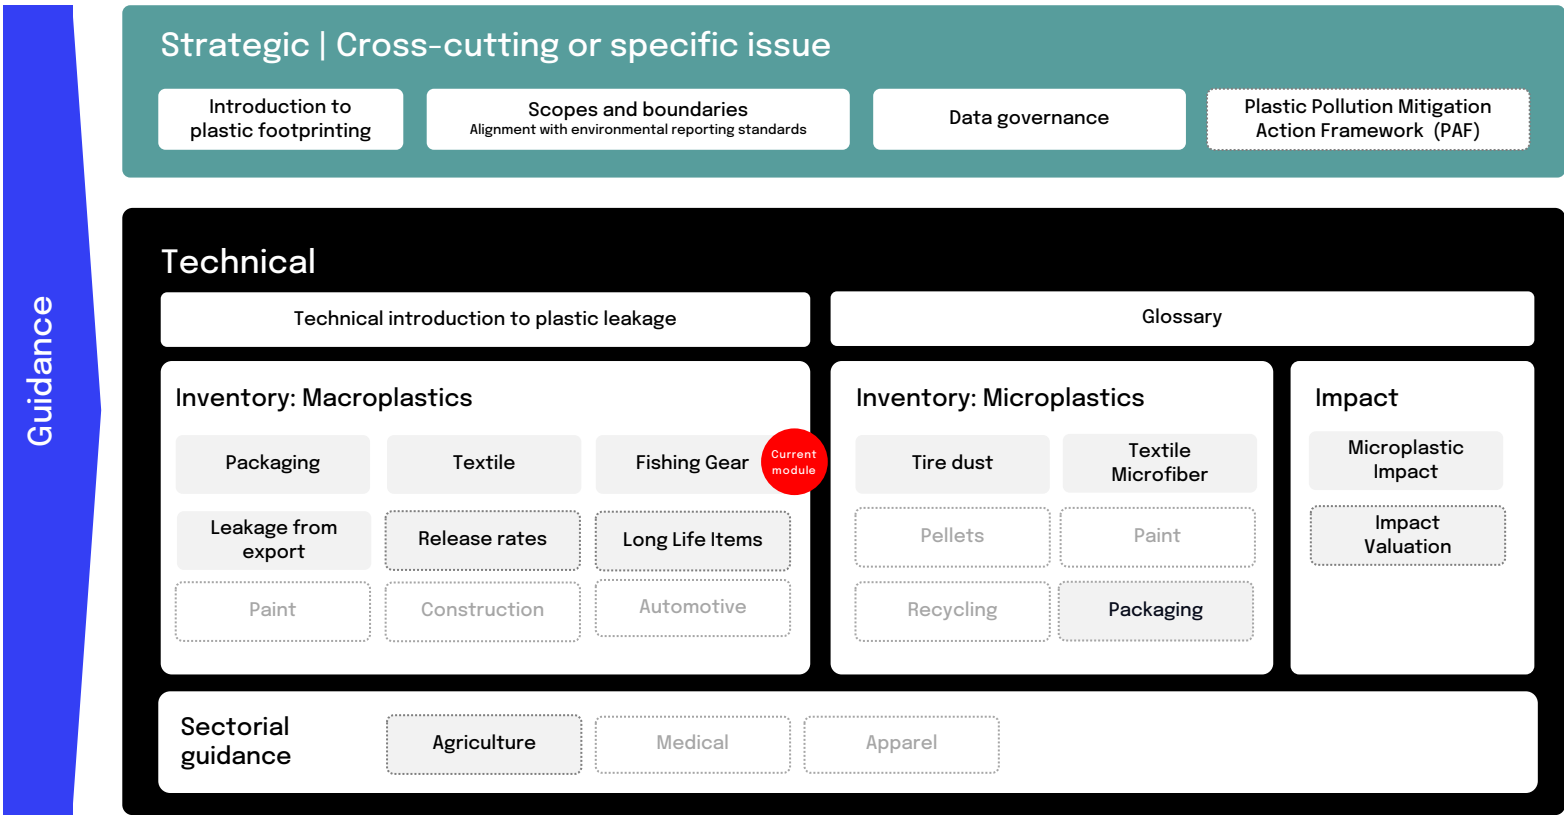 Guidance
Strategic | Cross-cutting or specific issue
Introduction to
plastic footprinting
Scopes and boundaries
Alignment with environmental reporting standards
Data governance
Plastic Pollution Mitigation
Action Framework (PAF)
Technical
Technical introduction to plastic leakage
Glossary
Inventory: Macroplastics
Packaging
Textile
Fishing Gear
Current
module
Leakage from
export
Release rates
Long Life Items
Paint
Construction
Automotive
Inventory: Microplastics
Tire dust
Textile
Microfiber
Pellets
Paint
Recycling
Packaging
Impact
Microplastic
Impact
Impact
Valuation
Sectorial
guidance
Agriculture
Medical
Apparel